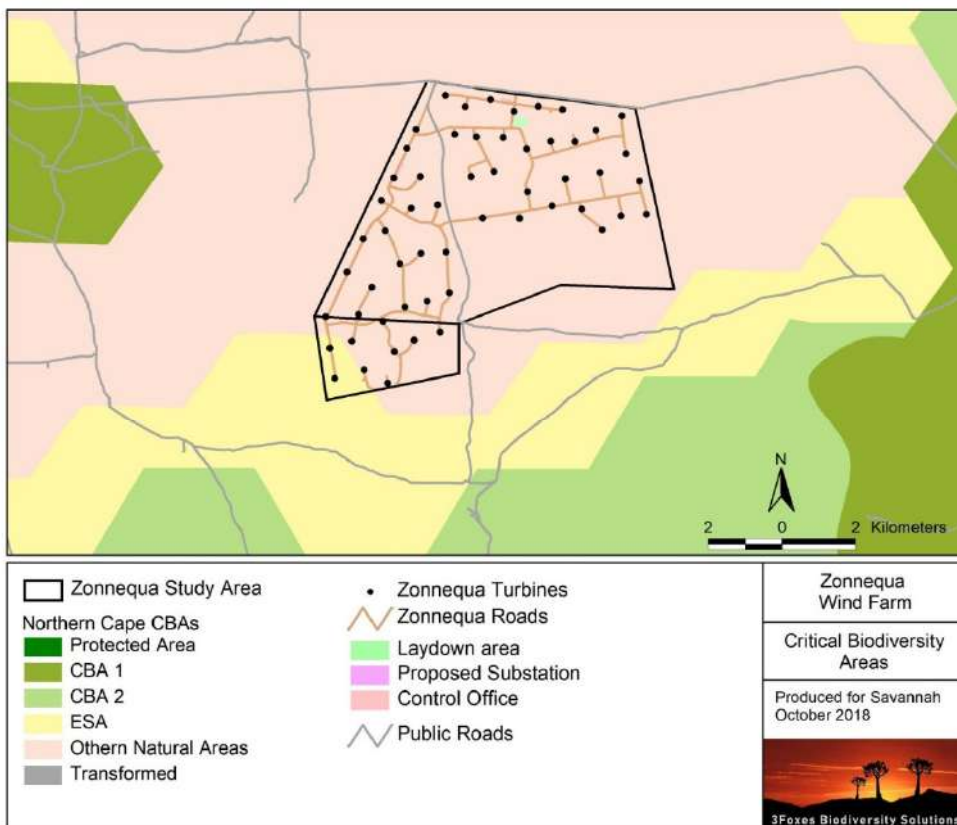 N
2 0 2 Kilometers
Zonnequa Study Area
Northern Cape CBAs
Protected Area
CBA 1
CBA 2
ESA
Othern Natural Areas
Transformed
Zonnequa Turbines
Zonnequa Roads
Laydown area
Proposed Substation
Control Office
Public Roads
Zonnequa
Wind Farm
Critical Biodiversity
Areas
Produced for Savannah
October 2018
3Foxes Biodiversity Solutions